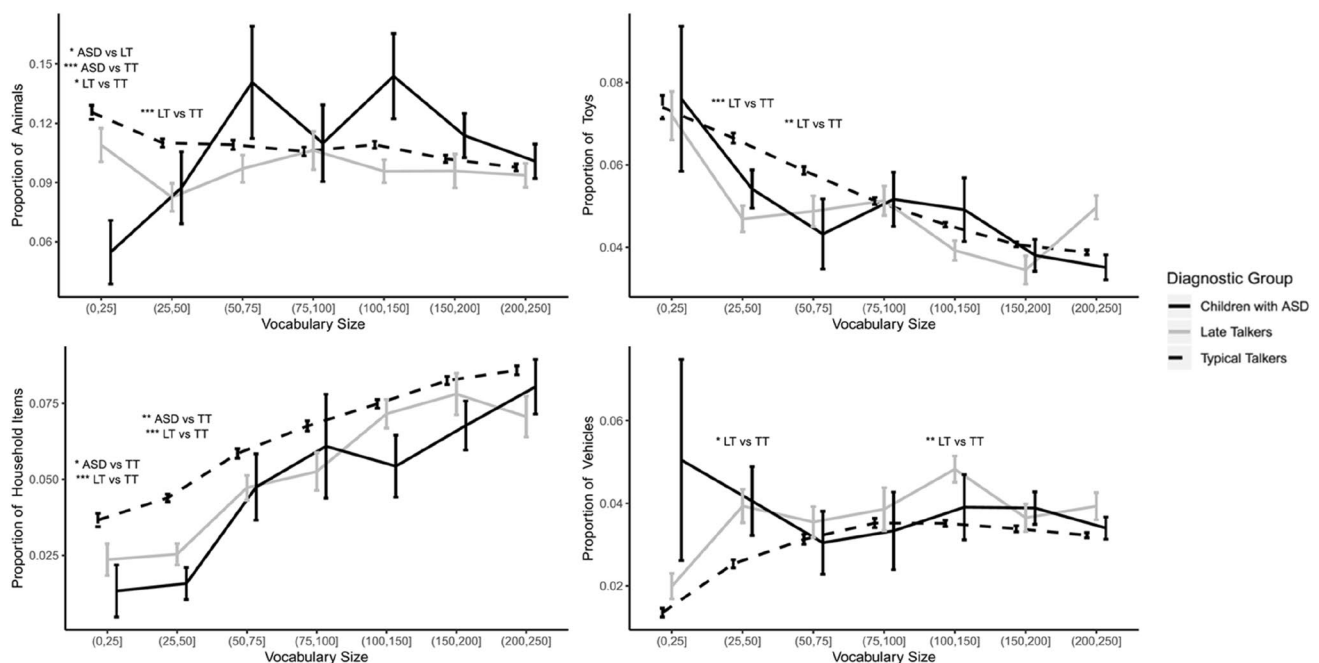 0.15
0.12
0.09
0.06
Proportion of Animals
* ASD vs LT
*** ASD vs TT
* LT vs TT
*** LT vs TT
(0,25] (25,50] (50,75] (75,100] (100,150] (150,200] (200,250]
Vocabulary Size
0.08
0.06
0.04
Proportion of Toys
*** LT vs TT
** LT vs TT
(0,25] (25,50] (50,75] (75,100] (100,150] (150,200] (200,250]
Vocabulary Size
0.075
0.050
0.025
Proportion of Household Items
** ASD vs TT
*** LT vs TT
* ASD vs TT
*** LT vs TT
(0,25] (25,50] (50,75] (75,100] (100,150] (150,200] (200,250]
Vocabulary Size
0.06
0.04
0.02
Proportion of Vehicles
* LT vs TT
** LT vs TT
(0,25] (25,50] (50,75] (75,100] (100,150] (150,200] (200,250]
Vocabulary Size
Diagnostic Group
Children with ASD
Late Talkers
Typical Talkers